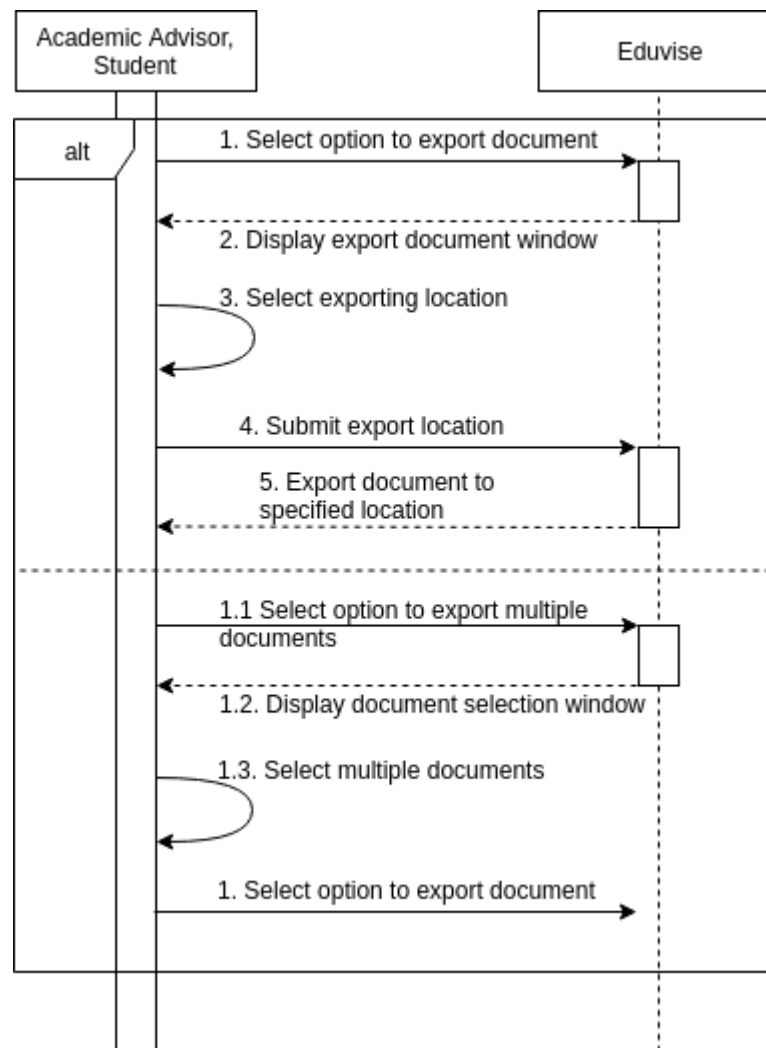 Academic Advisor,
Student
Eduvise
alt
1. Select option to export document
2. Display export document window
3. Select exporting location
4. Submit export location
5. Export document to
specified location
1.1 Select option to export multiple
documents
1.2. Display document selection window
1.3. Select multiple documents
1. Select option to export document